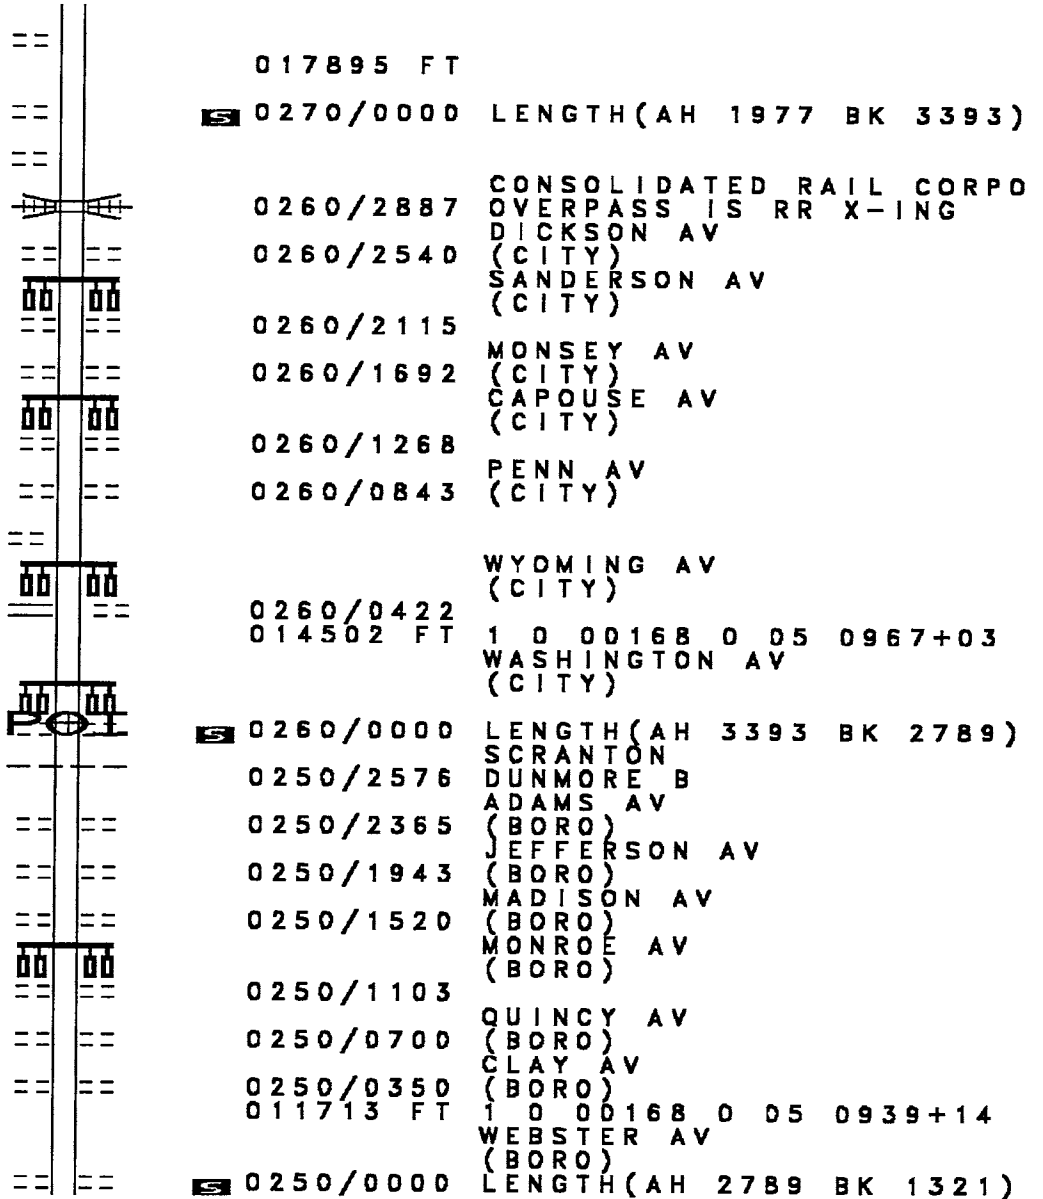 017895 FT
S 0270/0000 LENGTH(AH 1977 BK 3393)
CONSOLIDATED RAIL CORPO
0260/2887 OVERPASS IS RR X-ING
DICKSON AV
0260/2540 (CITY)
SANDERSON AV
(CITY)
0260/2115
MONSEY AV
0260/1692 (CITY)
CAPOUSE AV
(CITY)
0260/1268
PENN AV
0260/0843 (CITY)
WYOMING AV
(CITY)
0260/0422
014502 FT 1 0 00168 0 05 0967+03
WASHINGTON AV
(CITY)
S 0260/0000 LENGTH(AH 3393 BK 2789)
SCRANTON
0250/2576 DUNMORE B
ADAMS AV
0250/2365 (BORO)
JEFFERSON AV
0250/1943 (BORO)
MADISON AV
0250/1520 (BORO)
MONROE AV
(BORO)
0250/1103
QUINCY AV
0250/0700 (BORO)
CLAY AV
0250/0350 (BORO)
011713 FT 1 0 00168 0 05 0939+14
WEBSTER AV
(BORO)
S 0250/0000 LENGTH(AH 2789 BK 1321)